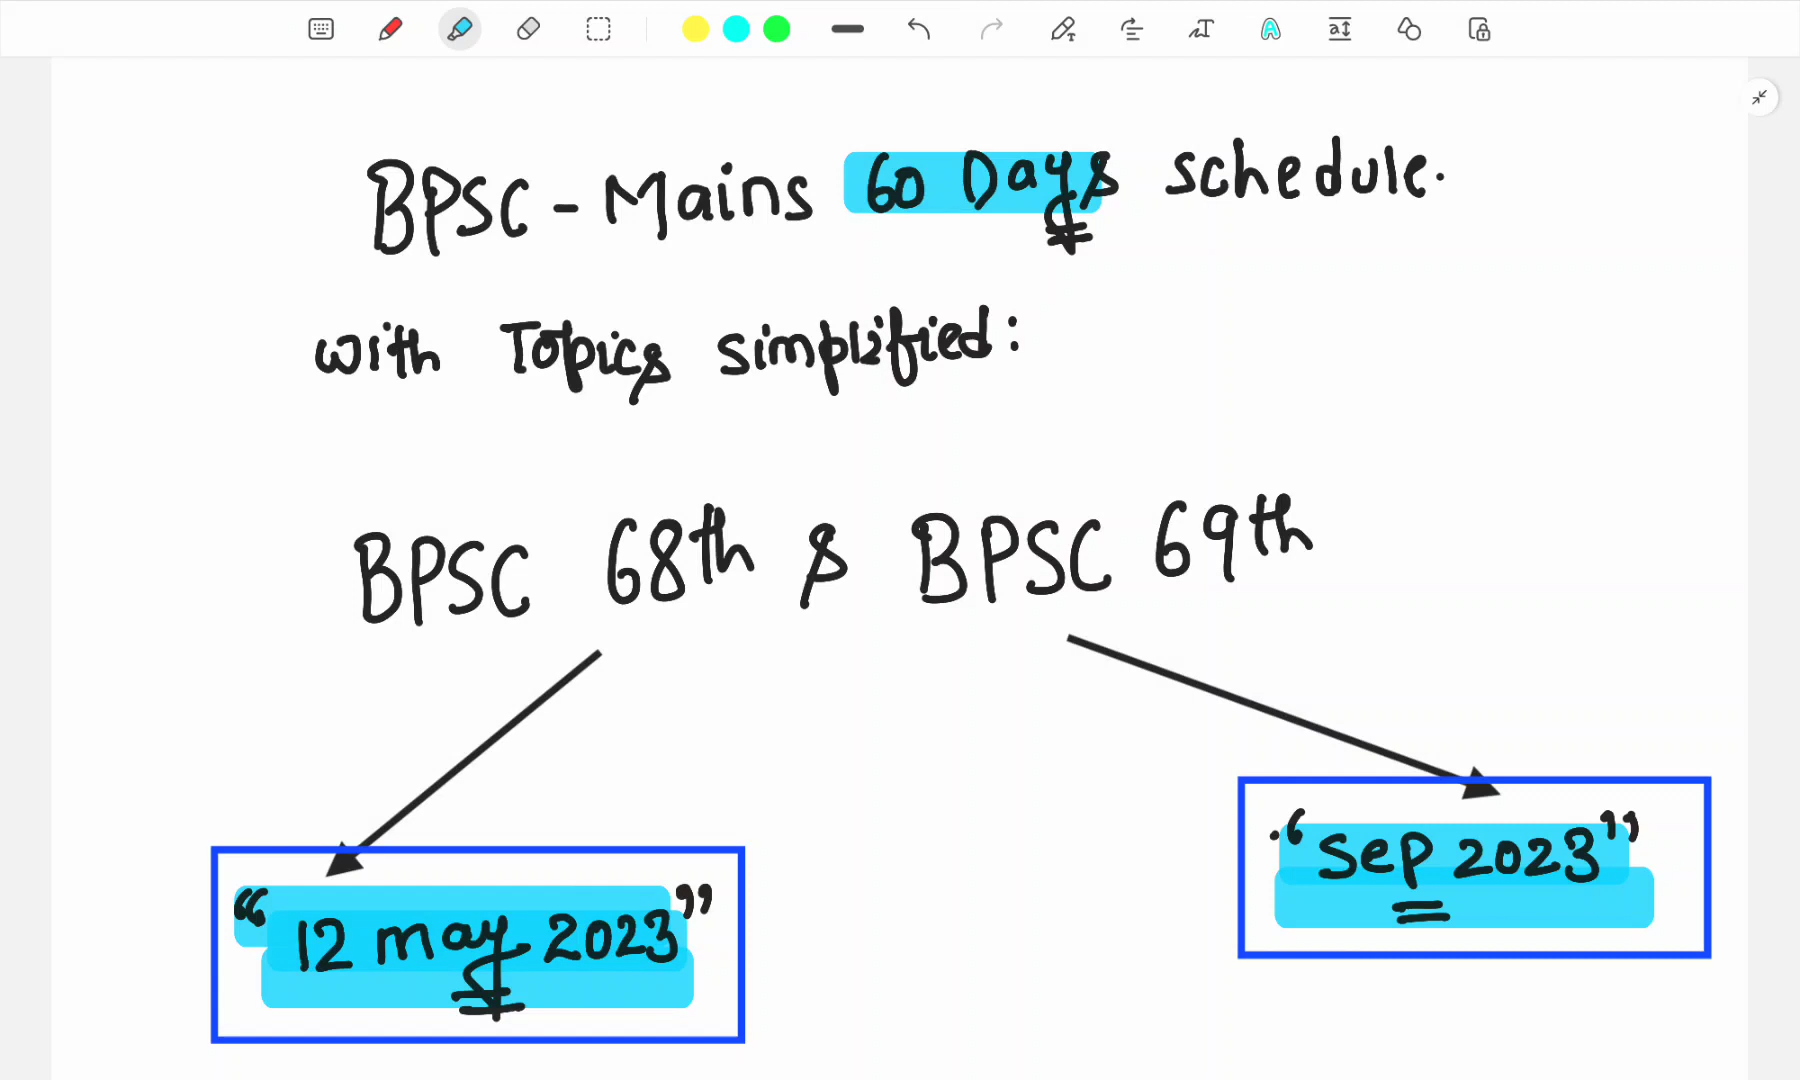 BPSC - Mains 60 Days schedule.
with Topics simplified:
BPSC 68th & BPSC 69th
"Sep 2023"
"12 may 2023"